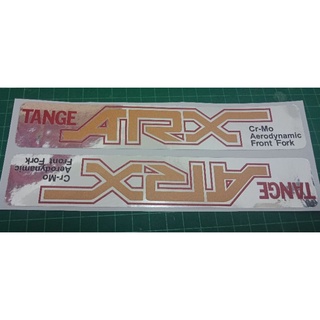 TANGE ARX
Cr-Mo
Aerodynamic
Front Fork
TANGE ARX
Cr-Mo
Aerodynamic
Front Fork